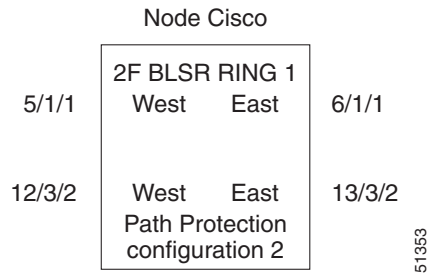 Node Cisco
2F BLSR RING 1
5/1/1 West East 6/1/1
12/3/2 West East 13/3/2
Path Protection
configuration 2
51353